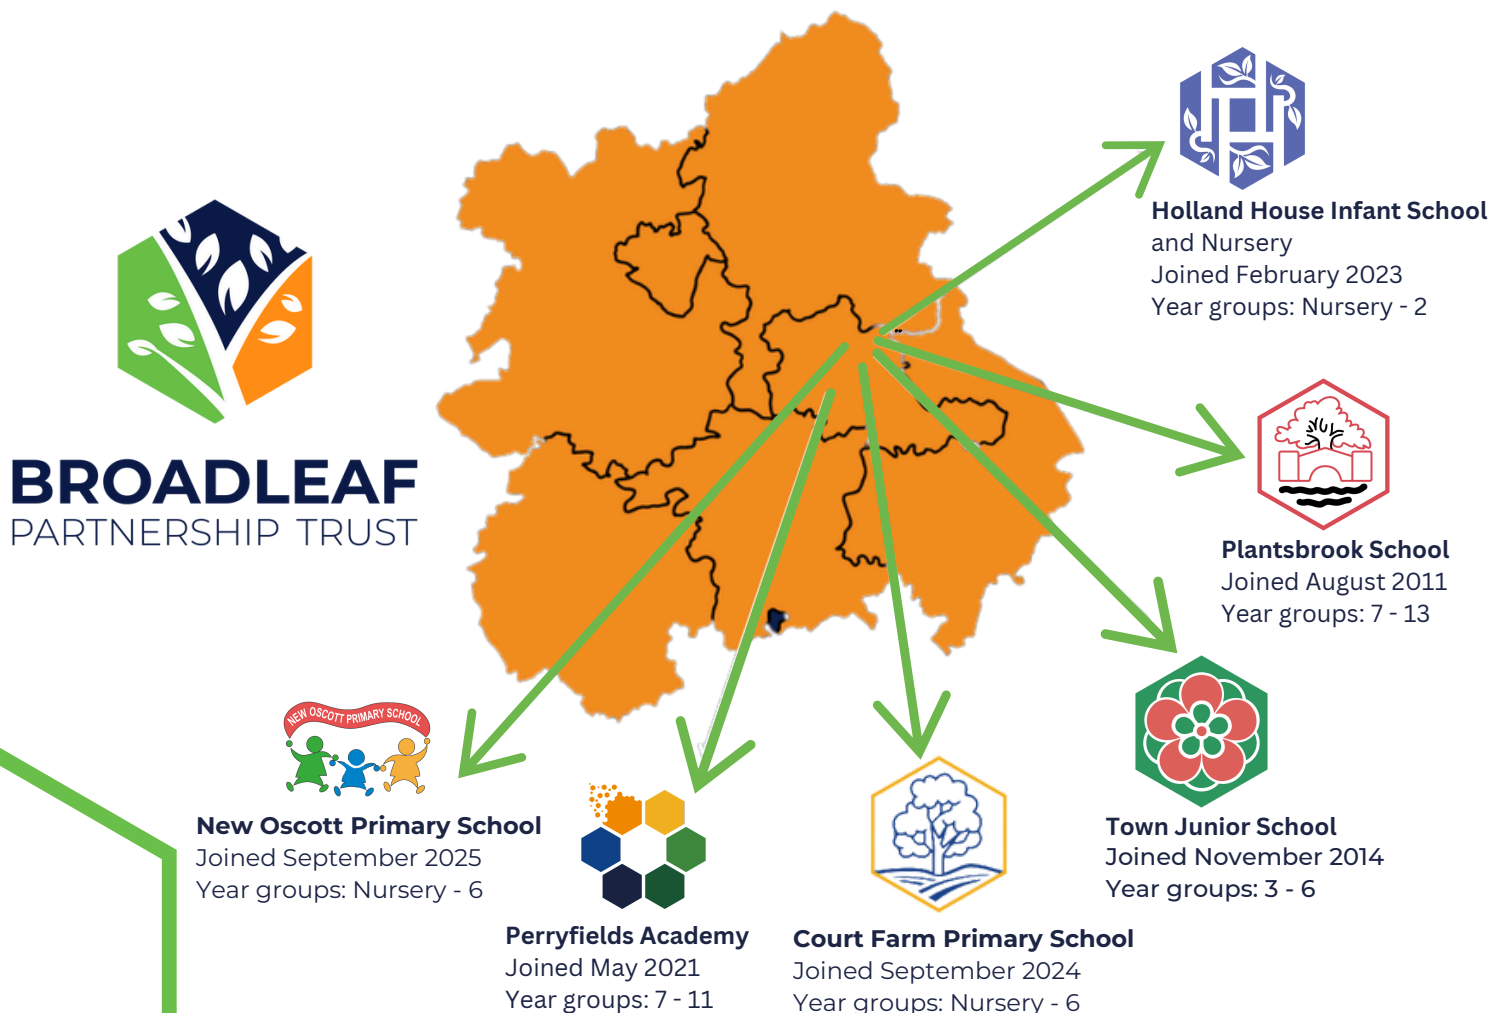 BROADLEAF
PARTNERSHIP TRUST
Holland House Infant School
and Nursery
Joined February 2023
Year groups: Nursery - 2
Plantsbrook School
Joined August 2011
Year groups: 7 - 13
Town Junior School
Joined November 2014
Year groups: 3 - 6
Court Farm Primary School
Joined September 2024
Year groups: Nursery - 6
Perryfields Academy
Joined May 2021
Year groups: 7 - 11
NEW OSCOTT PRIMARY SCHOOL
New Oscott Primary School
Joined September 2025
Year groups: Nursery - 6